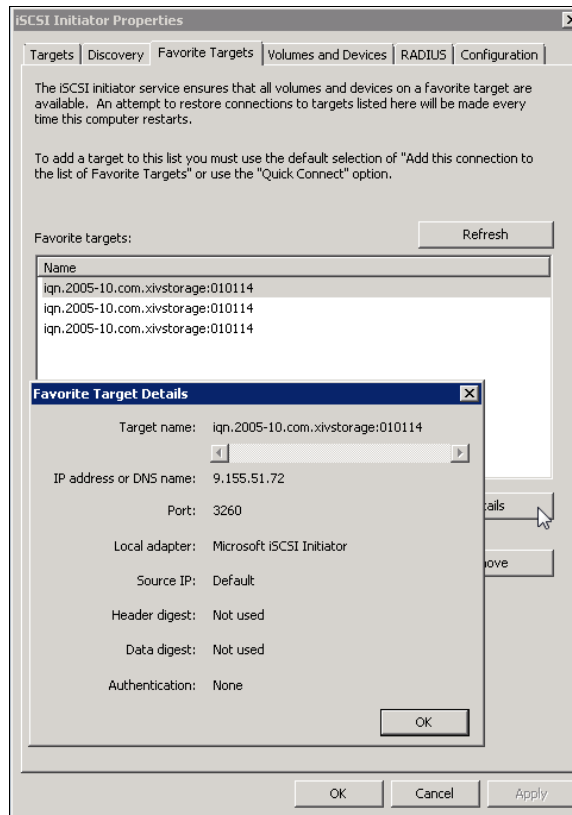 iSCSI Initiator Properties
Targets
Discovery
Favorite Targets
Volumes and Devices
RADIUS
Configuration
The iSCSI initiator service ensures that all volumes and devices on a favorite target are
available. An attempt to restore connections to targets listed here will be made every
time this computer restarts.
To add a target to this list you must use the default selection of "Add this connection to
the list of Favorite Targets" or use the "Quick Connect" option.
Favorite targets:
Refresh
Name
iqn.2005-10.com.xivstorage:010114
iqn.2005-10.com.xivstorage:010114
iqn.2005-10.com.xivstorage:010114
Favorite Target Details
Target name: iqn.2005-10.com.xivstorage:010114
IP address or DNS name: 9.155.51.72
ails
Port: 3260
Local adapter: Microsoft iSCSI Initiator
ove
Source IP: Default
Header digest: Not used
Data digest: Not used
Authentication: None
OK
OK
Cancel
Apply